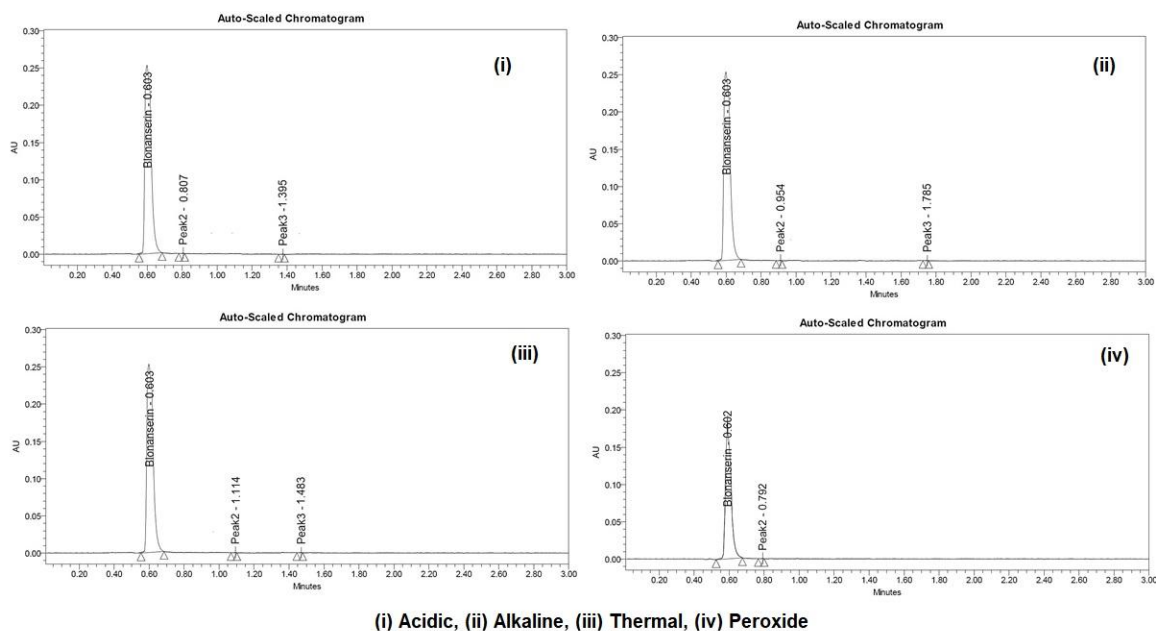 Auto-Scaled Chromatogram
(i)
0.30
0.25
0.20
0.15
0.10
0.05
0.00
AU
Blonanserin - 0.603
Peak2 - 0.807
Peak3 - 1.395
0.20 0.40 0.60 0.80 1.00 1.20 1.40 1.60 1.80 2.00 2.20 2.40 2.60 2.80 3.00
Minutes
Auto-Scaled Chromatogram
(ii)
0.30
0.25
0.20
0.15
0.10
0.05
0.00
AU
Blonanserin - 0.603
Peak2 - 0.954
Peak3 - 1.785
0.20 0.40 0.60 0.80 1.00 1.20 1.40 1.60 1.80 2.00 2.20 2.40 2.60 2.80 3.00
Minutes
Auto-Scaled Chromatogram
(iii)
0.30
0.25
0.20
0.15
0.10
0.05
0.00
AU
Blonanserin - 0.603
Peak2 - 1.114
Peak3 - 1.483
0.20 0.40 0.60 0.80 1.00 1.20 1.40 1.60 1.80 2.00 2.20 2.40 2.60 2.80 3.00
Minutes
Auto-Scaled Chromatogram
(iv)
0.30
0.25
0.20
0.15
0.10
0.05
0.00
AU
Blonanserin - 0.602
Peak2 - 0.792
0.20 0.40 0.60 0.80 1.00 1.20 1.40 1.60 1.80 2.00 2.20 2.40 2.60 2.80 3.00
Minutes
(i) Acidic, (ii) Alkaline, (iii) Thermal, (iv) Peroxide